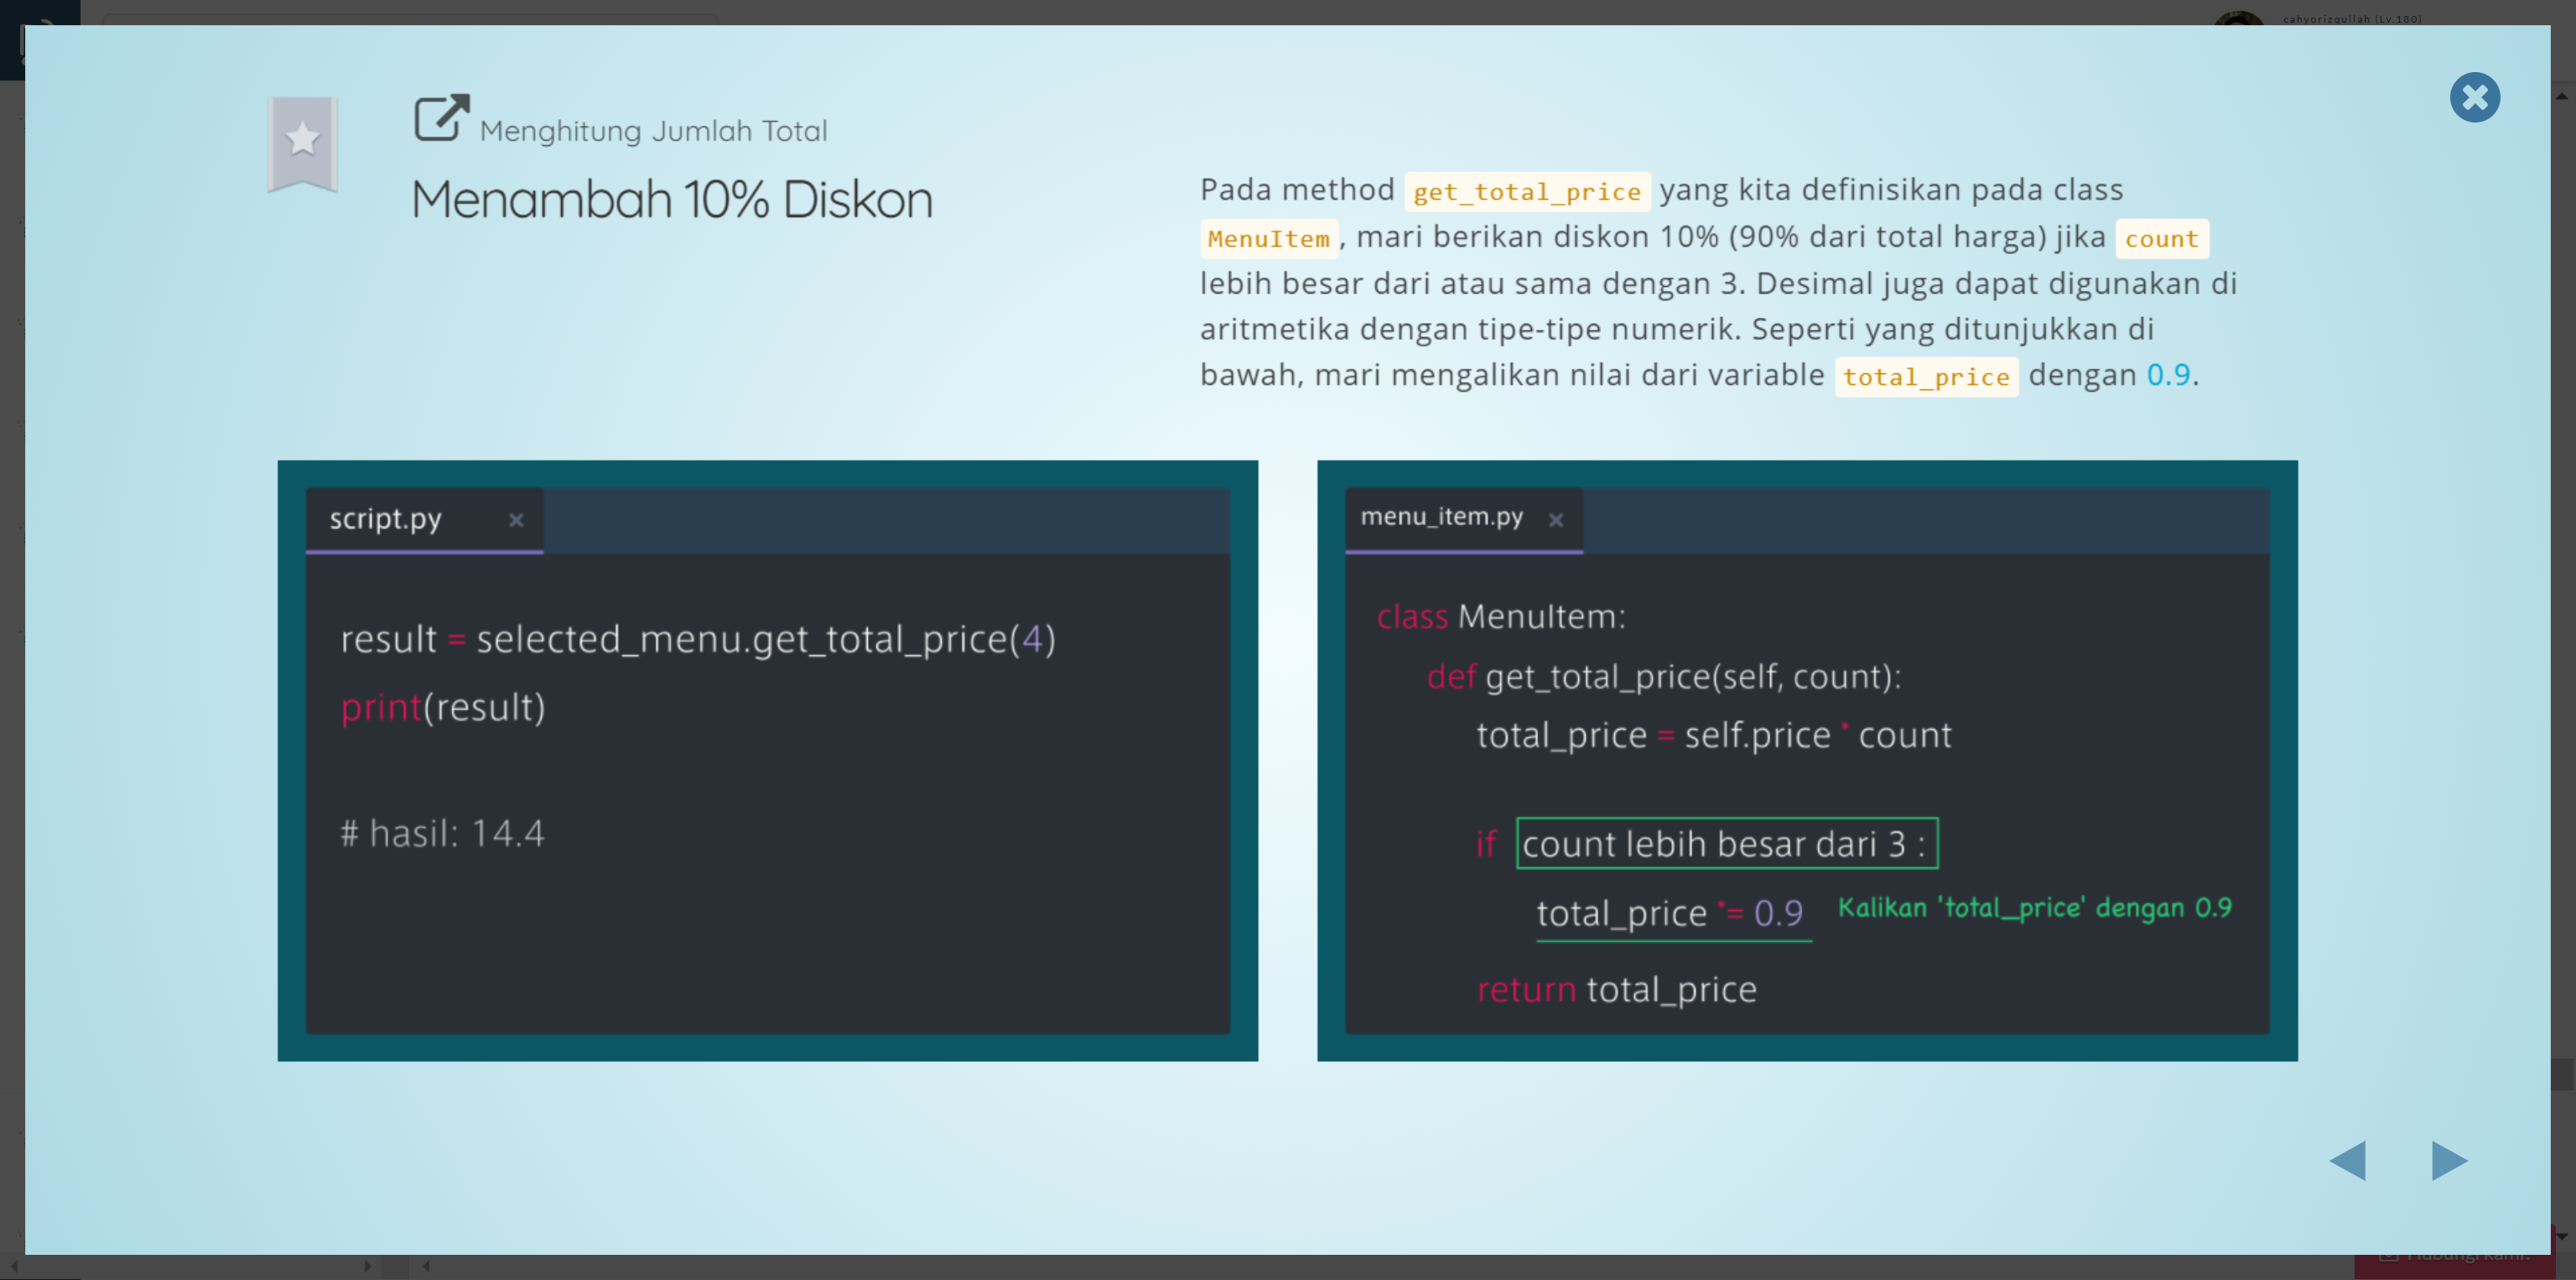 cahyorizqullah (Lv.180)
Menghitung Jumlah Total
Menambah 10% Diskon
Pada method get_total_price yang kita definisikan pada class
MenuItem, mari berikan diskon 10% (90% dari total harga) jika count
lebih besar dari atau sama dengan 3. Desimal juga dapat digunakan di
aritmetika dengan tipe-tipe numerik. Seperti yang ditunjukkan di
bawah, mari mengalikan nilai dari variable total_price dengan 0.9.
script.py
result = selected_menu.get_total_price(4)
print(result)
# hasil: 14.4
menu_item.py
class MenuItem:
def get_total_price(self, count):
total_price = self.price * count
if count lebih besar dari 3 :
total_price *= 0.9 Kalikan 'total_price' dengan 0.9
return total_price